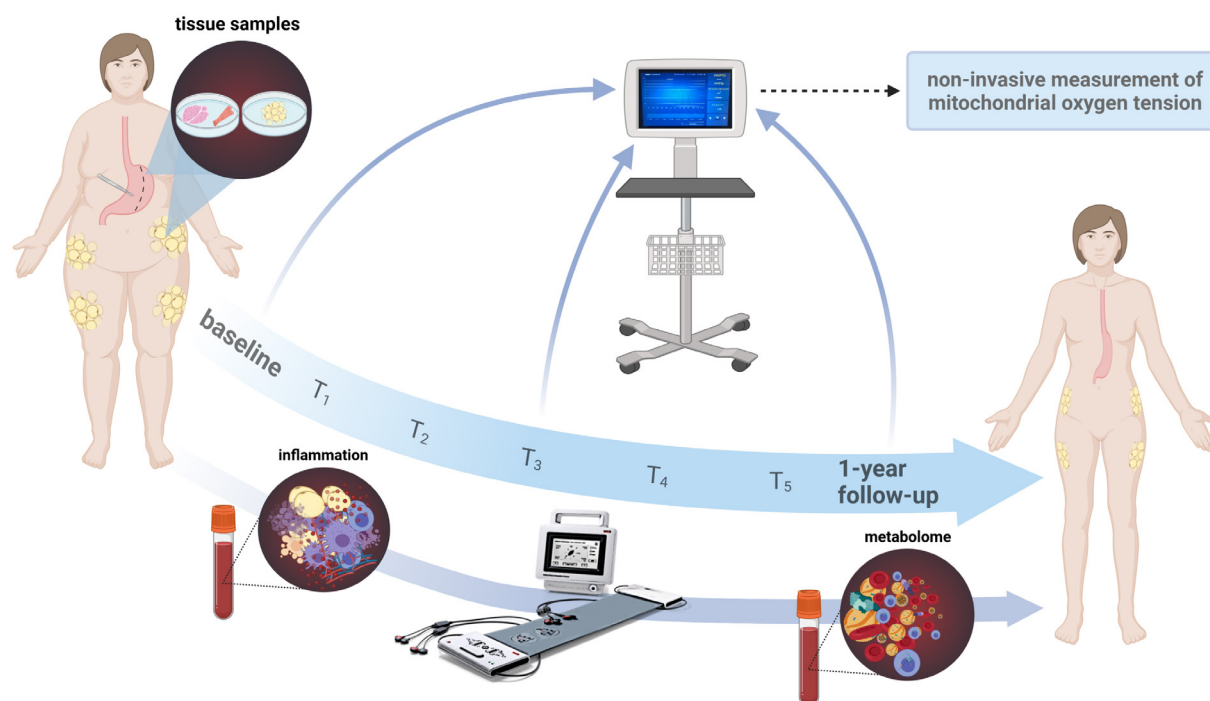 tissue samples
non-invasive measurement of
mitochondrial oxygen tension
baseline
T₁
T₂
T₃
T₄
T₅
1-year
follow-up
inflammation
metabolome